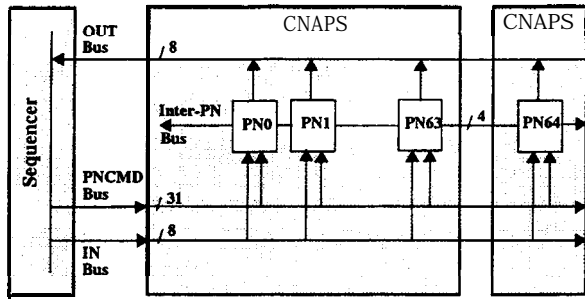 CNAPS
CNAPS
OUT
Bus
8
Inter-PN
Bus
PN0
PN1
PN63
4
PN64
Sequencer
PNCMD
Bus
31
8
IN
Bus